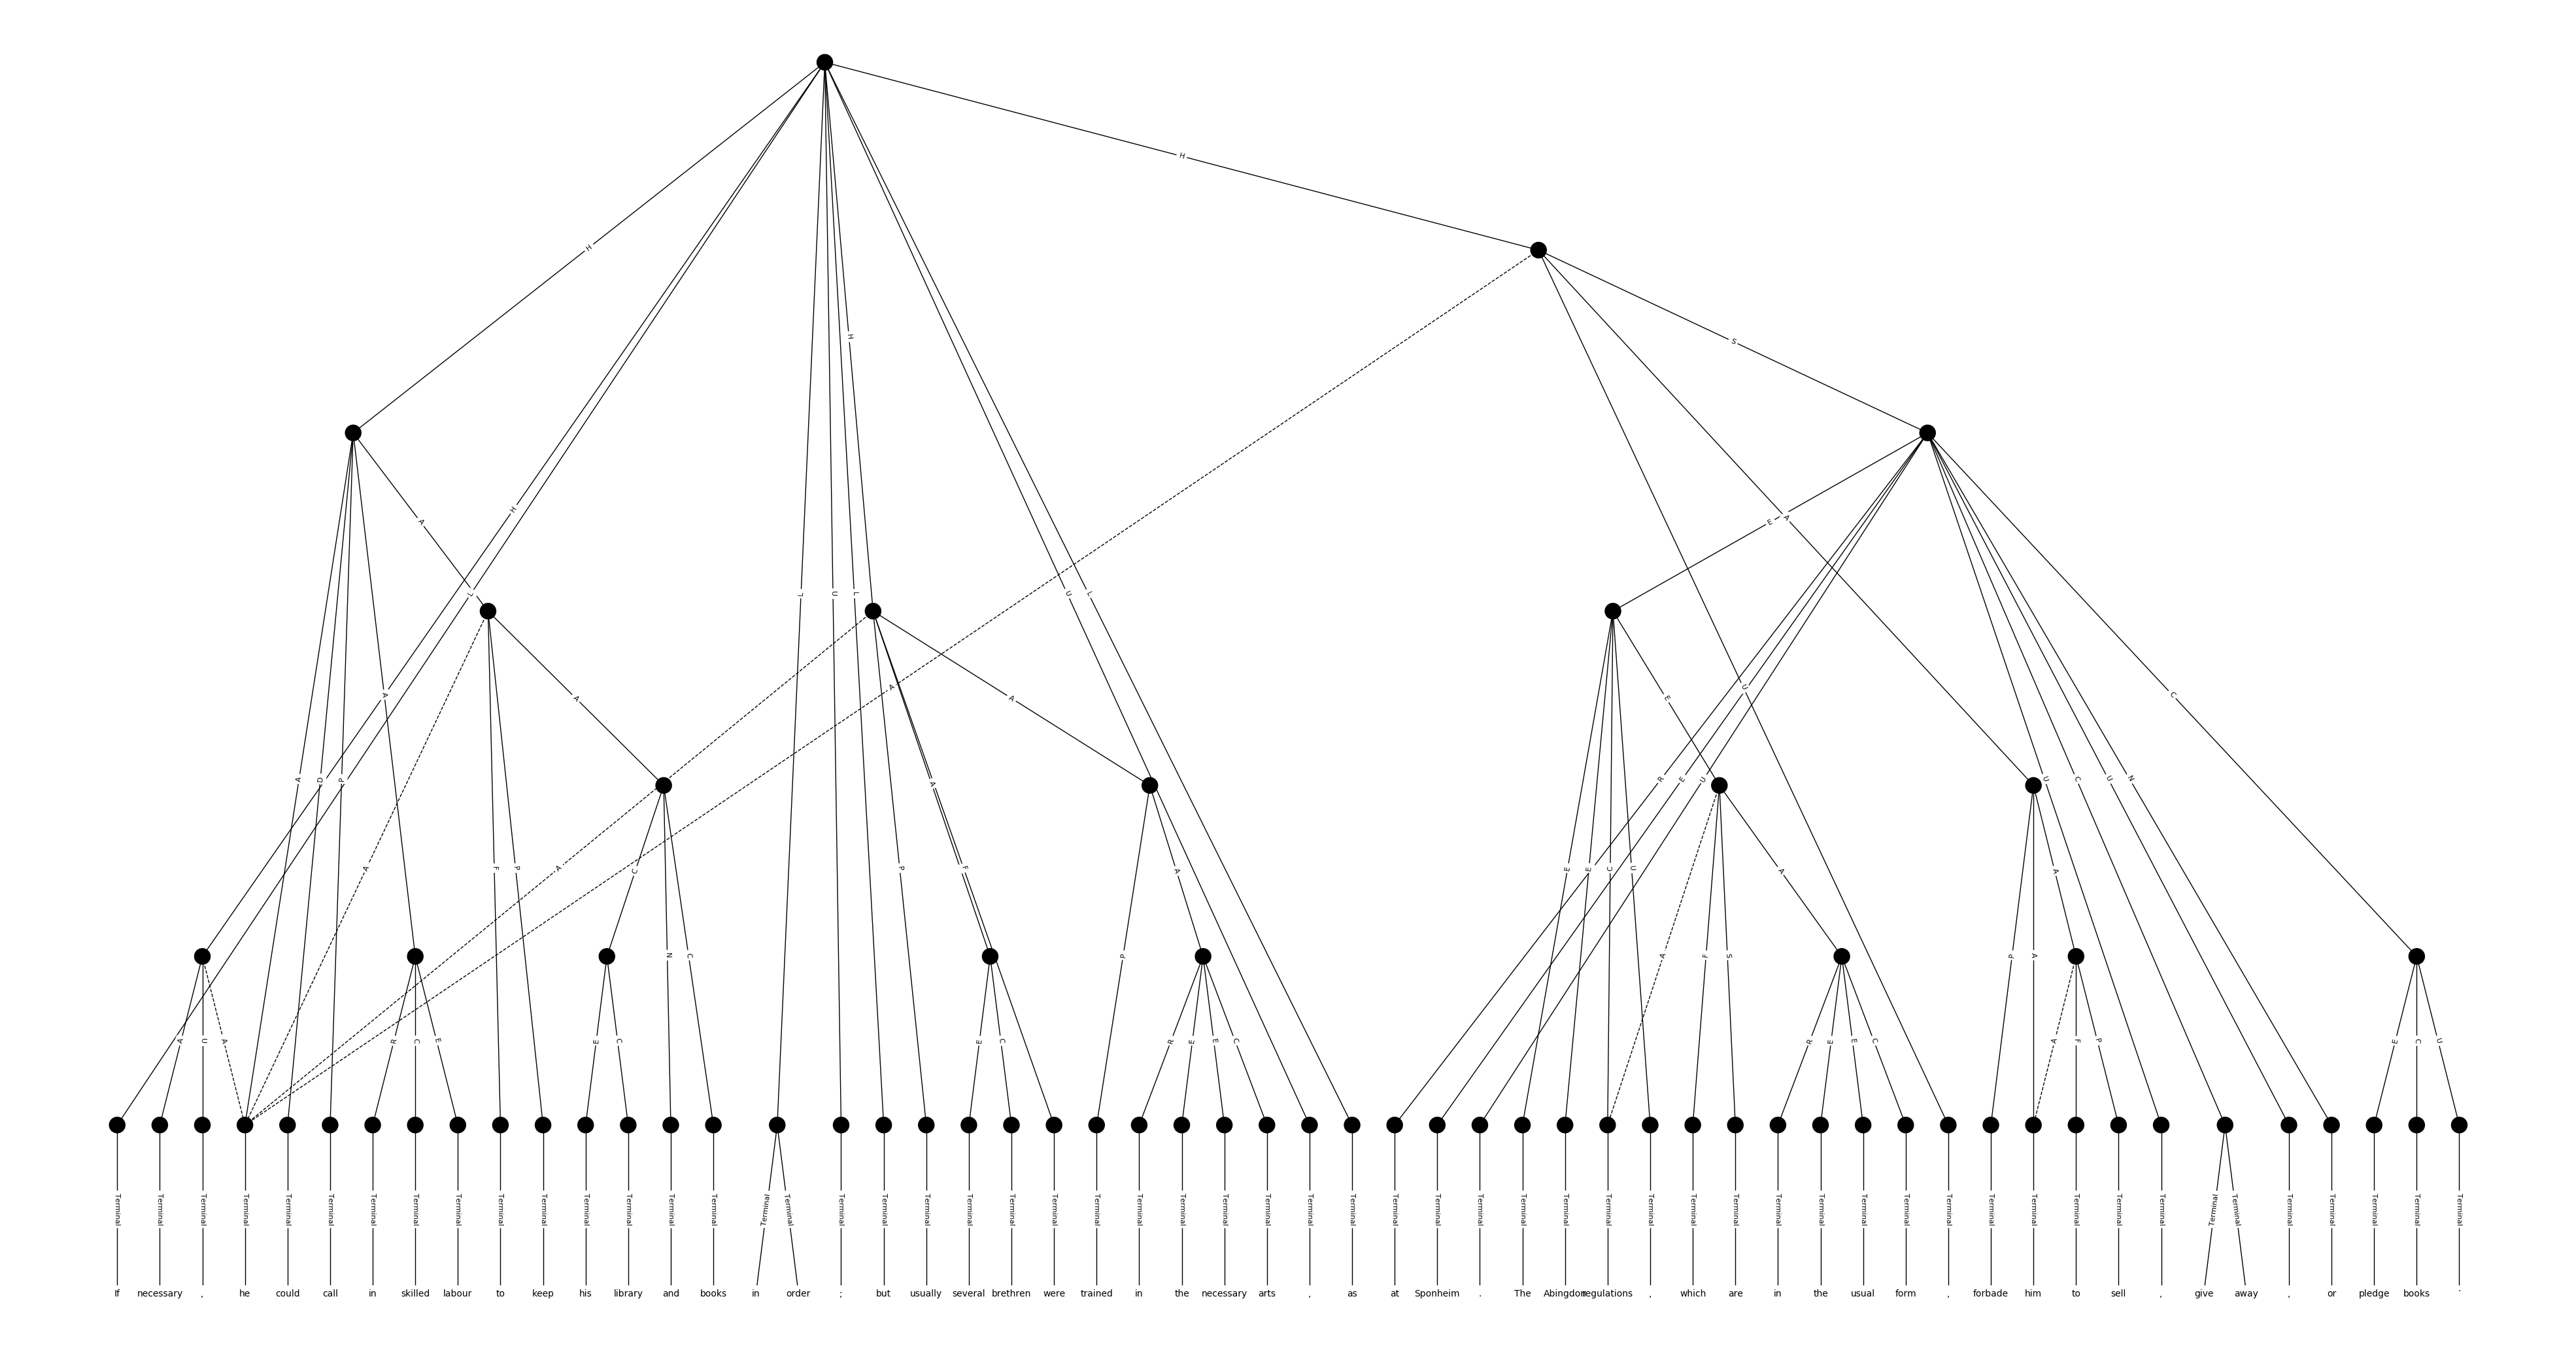 H
H
S
H
A
H
E A
L U L H U L
A
A A E U R E U U C U N C
A D P
A F P A C P A F A E E C U A P A A
N C P A F S P A F P
A U A R C E E C E C R E E C R E E C E C U
Terminal Terminal Terminal Terminal Terminal Terminal Terminal Terminal Terminal Terminal Terminal Terminal Terminal Terminal Terminal Terminal Terminal Terminal Terminal Terminal Terminal Terminal Terminal Terminal Terminal Terminal Terminal Terminal Terminal Terminal Terminal Terminal Terminal Terminal Terminal Terminal Terminal Terminal Terminal Terminal Terminal Terminal Terminal Terminal Terminal Terminal Terminal Terminal Terminal Terminal Terminal Terminal Terminal Terminal Terminal Terminal
If necessary , he could call in skilled labour to keep his library and books in order ; but usually several brethren were trained in the necessary arts , as at Sponheim . The Abingdon regulations , which are in the usual form , forbade him to sell , give away , or pledge books .